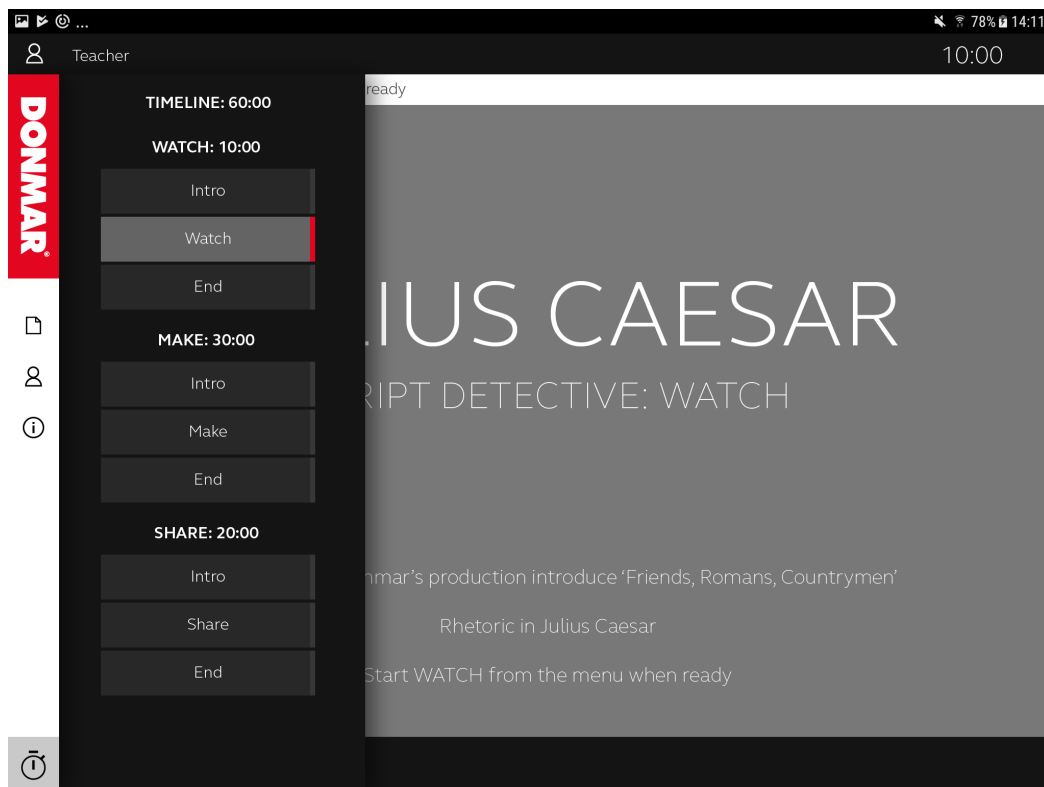 ... 78% 14:11
Teacher 10:00
DONMAR
ready
TIMELINE: 60:00
WATCH: 10:00
Intro
Watch
End
MAKE: 30:00
Intro
Make
End
SHARE: 20:00
Intro
Share
End
LIUS CAESAR
RIPT DETECTIVE: WATCH
nmar's production introduce ‘Friends, Romans, Countrymen’
Rhetoric in Julius Caesar
Start WATCH from the menu when ready